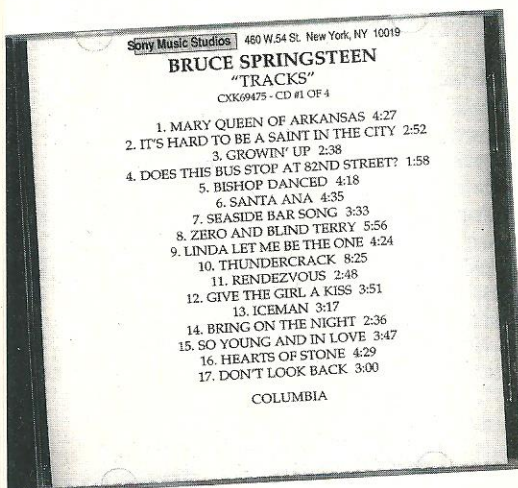 Sony Music Studios 460 W.54 St. New York, NY 10019
BRUCE SPRINGSTEEN
"TRACKS"
CXK69475 - CD #1 OF 4
1. MARY QUEEN OF ARKANSAS 4:27
2. IT'S HARD TO BE A SAINT IN THE CITY 2:52
3. GROWIN' UP 2:38
4. DOES THIS BUS STOP AT 82ND STREET? 1:58
5. BISHOP DANCED 4:18
6. SANTA ANA 4:35
7. SEASIDE BAR SONG 3:33
8. ZERO AND BLIND TERRY 5:56
9. LINDA LET ME BE THE ONE 4:24
10. THUNDERCRACK 8:25
11. RENDEZVOUS 2:48
12. GIVE THE GIRL A KISS 3:51
13. ICEMAN 3:17
14. BRING ON THE NIGHT 2:36
15. SO YOUNG AND IN LOVE 3:47
16. HEARTS OF STONE 4:29
17. DON'T LOOK BACK 3:00
COLUMBIA